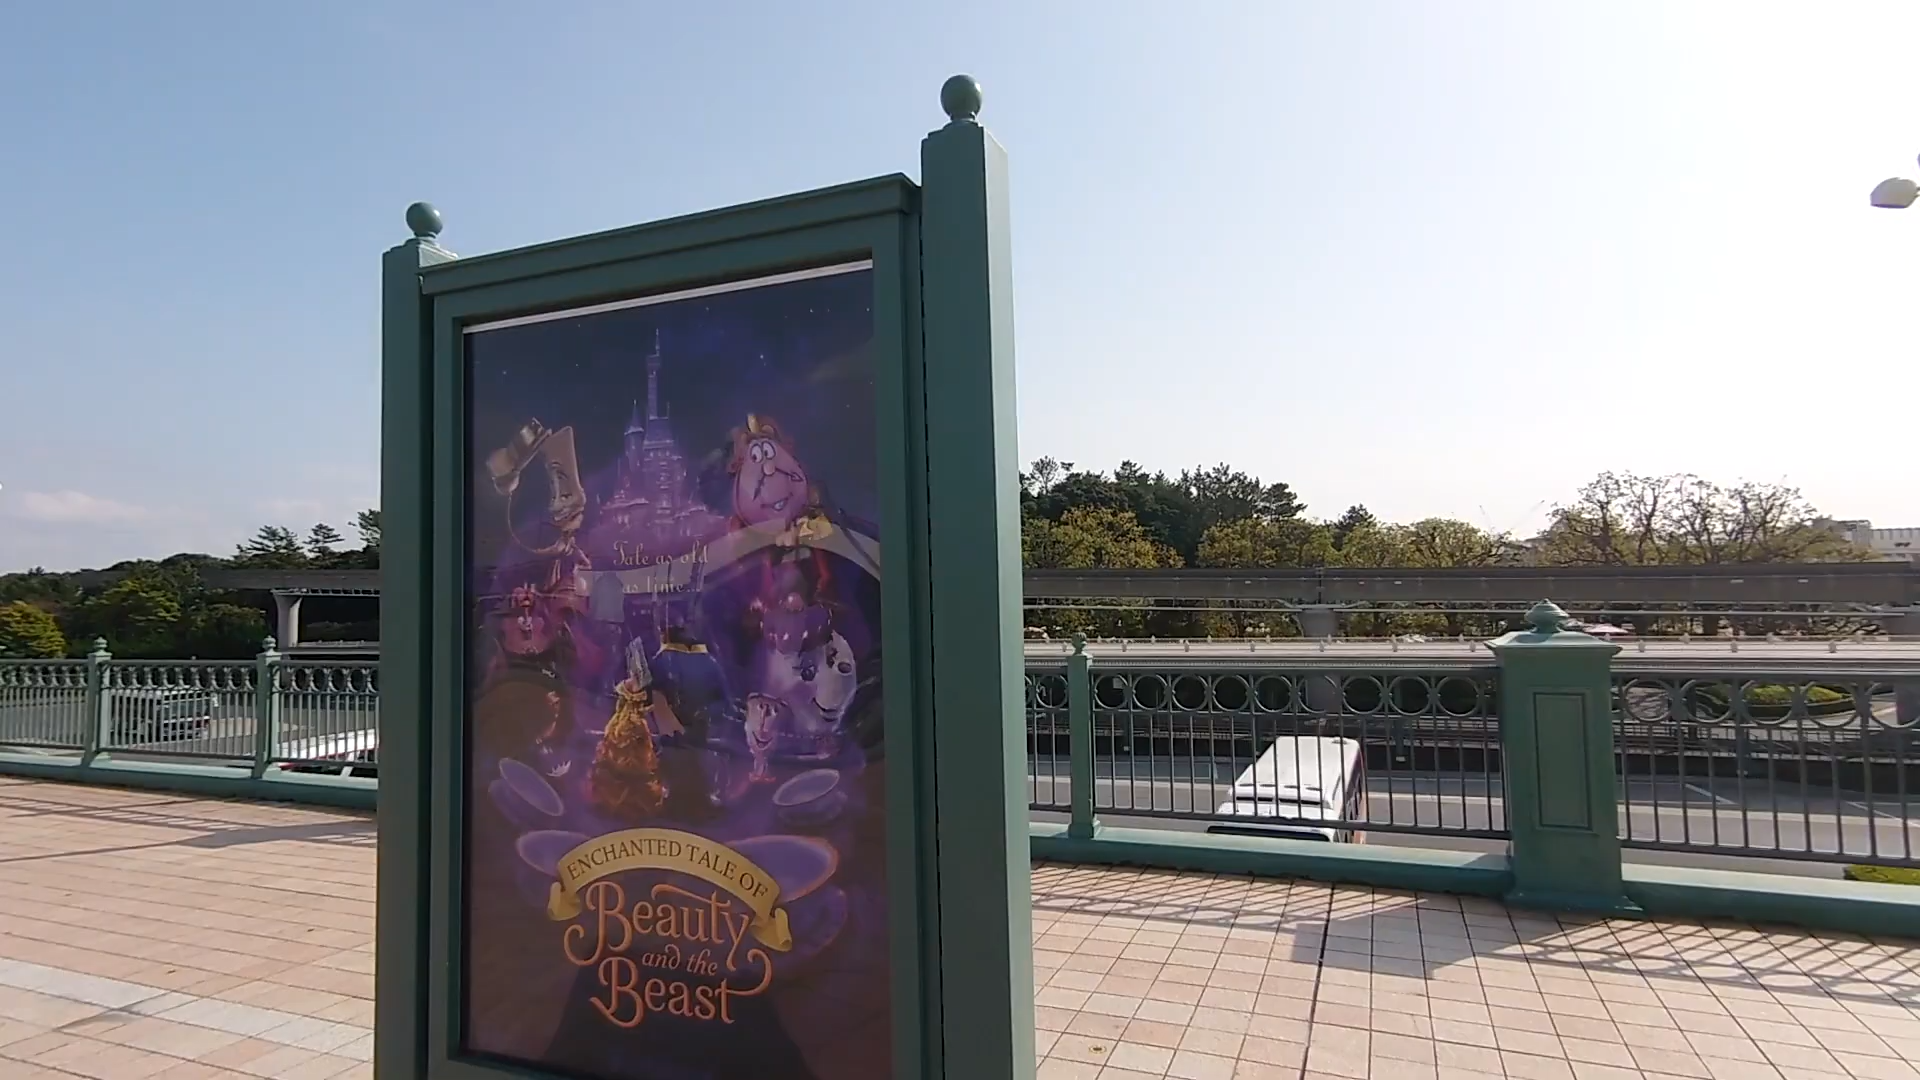 Tale as old
as time...
ENCHANTED TALE OF
Beauty
and the
Beast